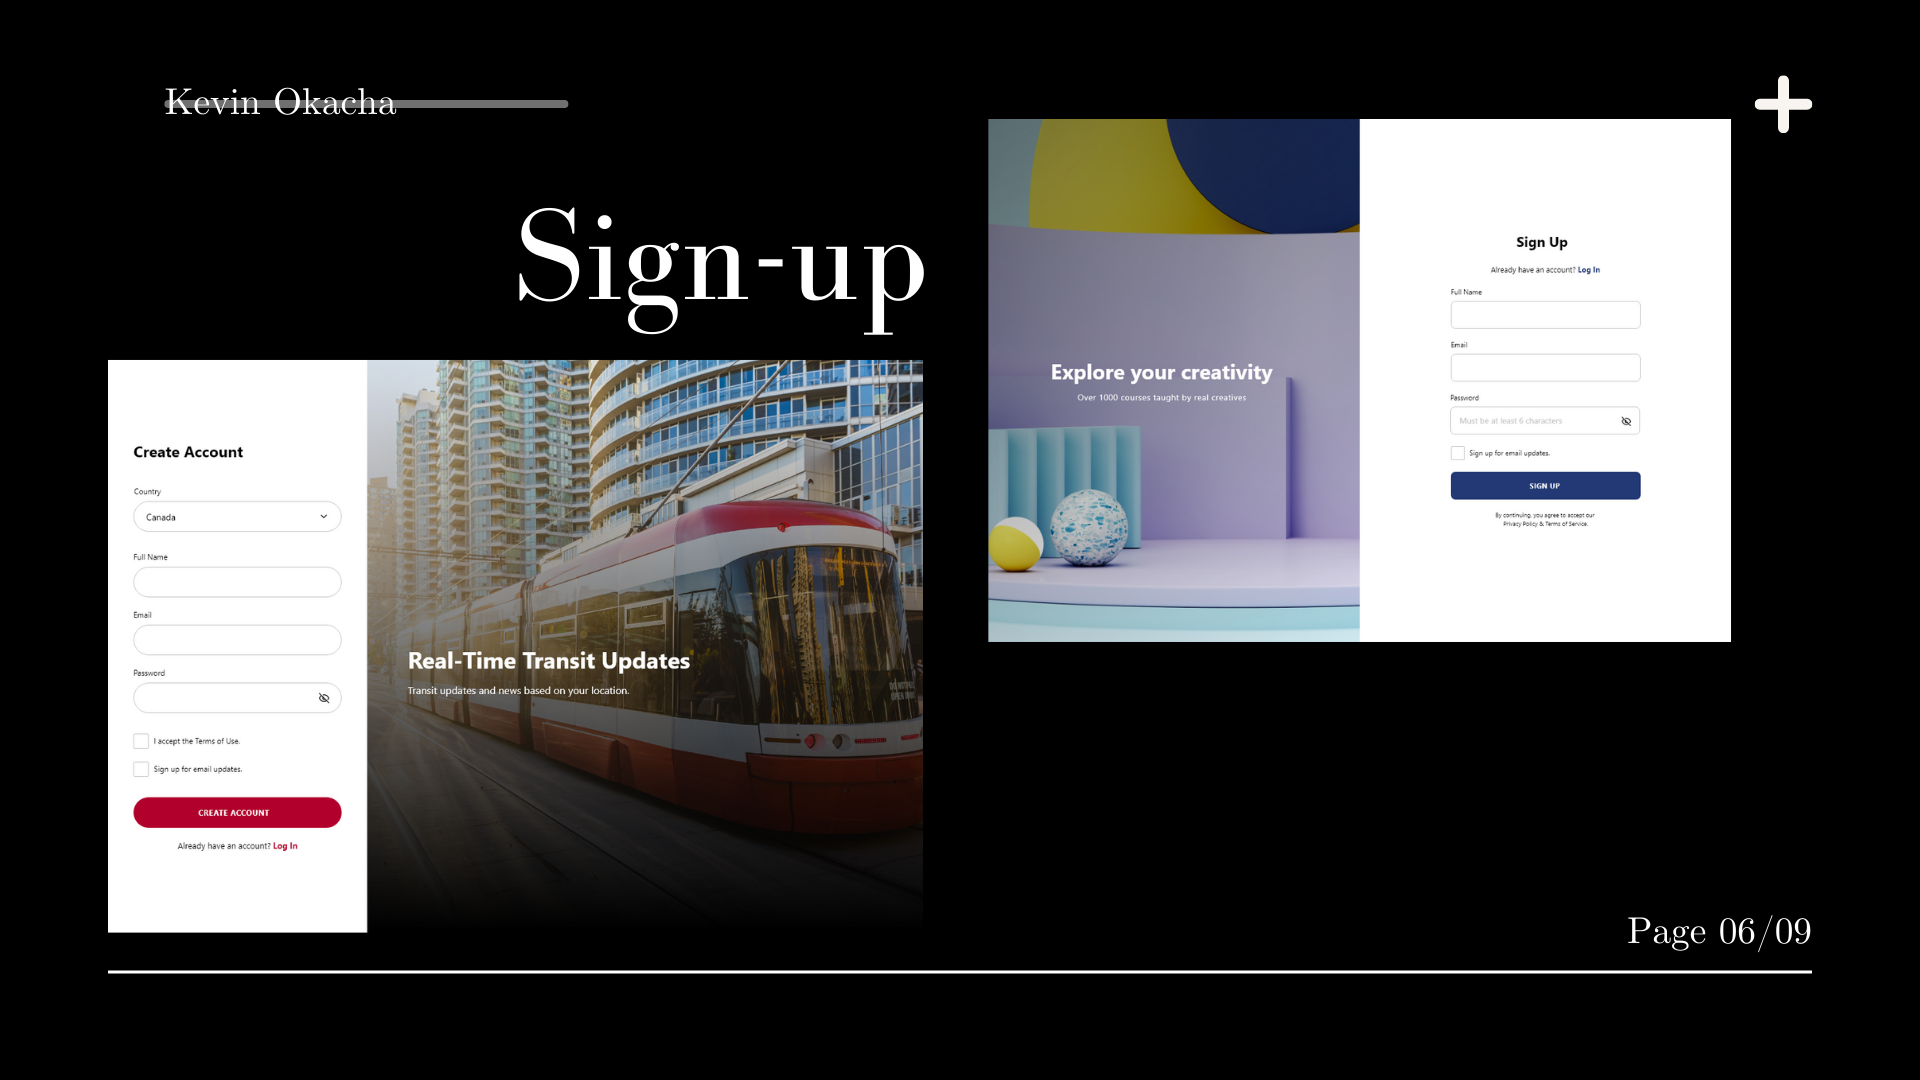 Kevin Okacha
Sign-up
Create Account
Country
Canada
Full Name
Email
Password
I accept the Terms of Use.
Sign up for email updates.
CREATE ACCOUNT
Already have an account? Log In
Real-Time Transit Updates
Transit updates and news based on your location.
Explore your creativity
Over 1000 courses taught by real creatives
Sign Up
Already have an account? Log In
Full Name
Email
Password
Must be at least 6 characters
Sign up for email updates.
SIGN UP
By continuing, you agree to accept our
Privacy Policy & Terms of Service.
Page 06/09